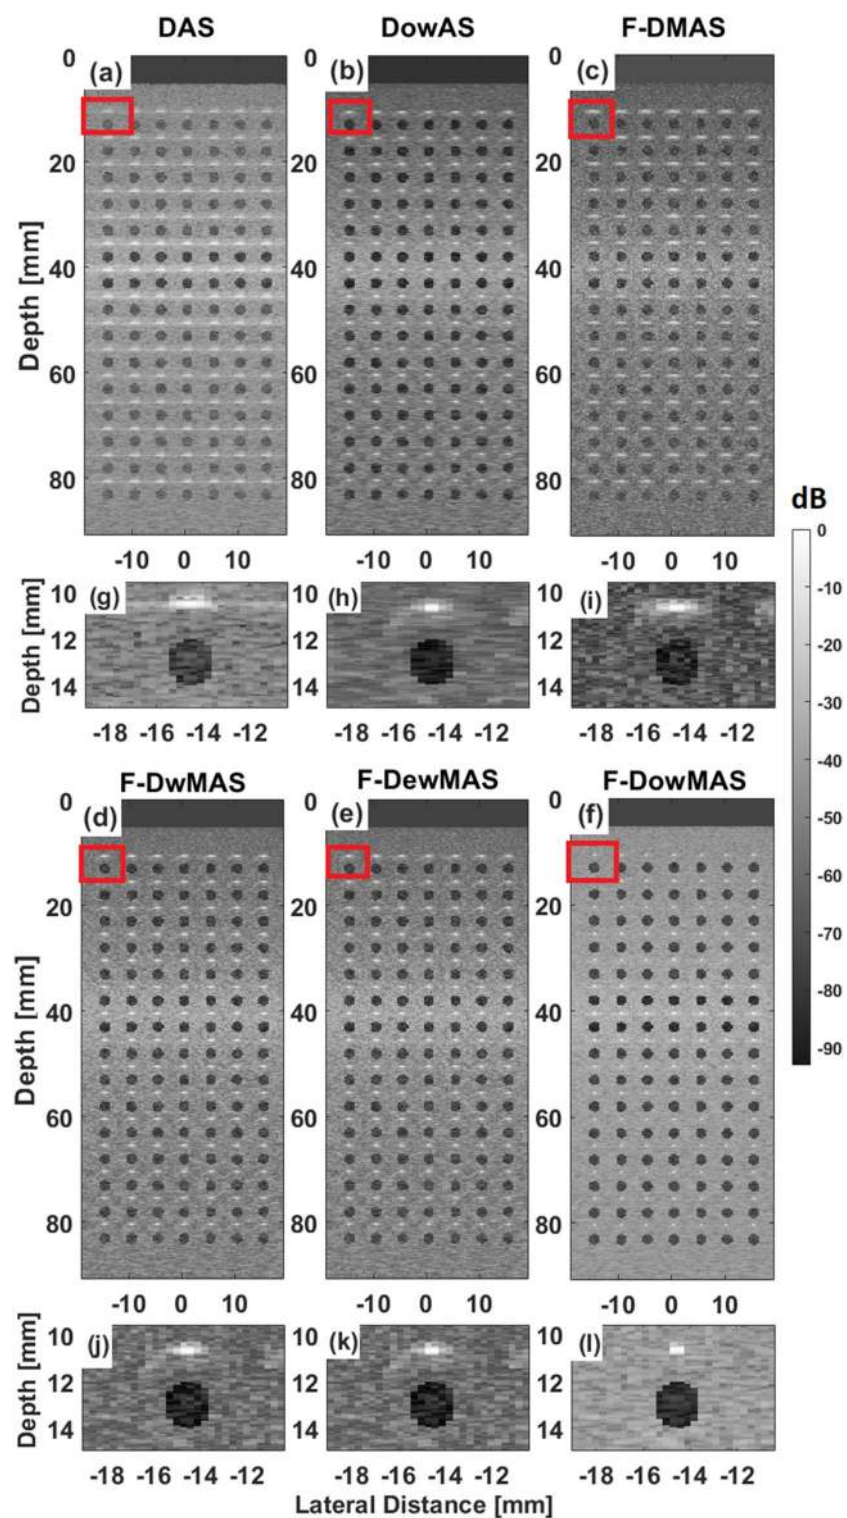 DAS DowAS F-DMAS
(a) (b) (c)
0 0 0
20 20 20
40 40 40
60 60 60
80 80 80
Depth [mm]
-10 0 10 -10 0 10 -10 0 10
dB
0
-10
-20
-30
-40
-50
-60
-70
-80
-90
(g) (h) (i)
10 10 10
12 12 12
14 14 14
Depth [mm]
-18 -16 -14 -12 -18 -16 -14 -12 -18 -16 -14 -12
F-DwMAS F-DewMAS F-DowMAS
(d) (e) (f)
0 0 0
20 20 20
40 40 40
60 60 60
80 80 80
Depth [mm]
-10 0 10 -10 0 10 -10 0 10
(j) (k) (l)
10 10 10
12 12 12
14 14 14
Depth [mm]
-18 -16 -14 -12 -18 -16 -14 -12 -18 -16 -14 -12
Lateral Distance [mm]